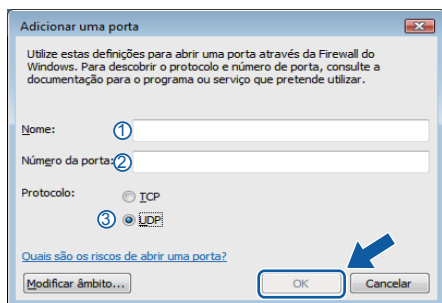 Adicionar uma porta
Utilize estas definições para abrir uma porta através da Firewall do
Windows. Para descobrir o protocolo e número de porta, consulte a
documentação para o programa ou serviço que pretende utilizar.
Nome: 1
Número da porta: 2
Protocolo: TCP
3 UDP
Quais são os riscos de abrir uma porta?
Modificar âmbito... OK Cancelar